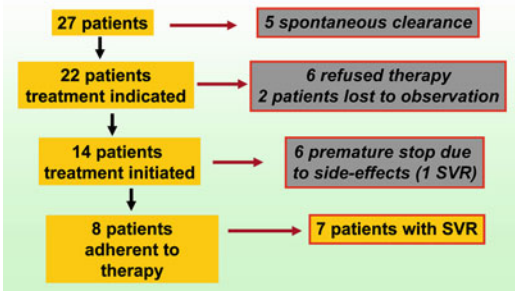 27 patients
5 spontaneous clearance
22 patients
treatment indicated
6 refused therapy
2 patients lost to observation
14 patients
treatment initiated
6 premature stop due
to side-effects (1 SVR)
8 patients
adherent to
therapy
7 patients with SVR